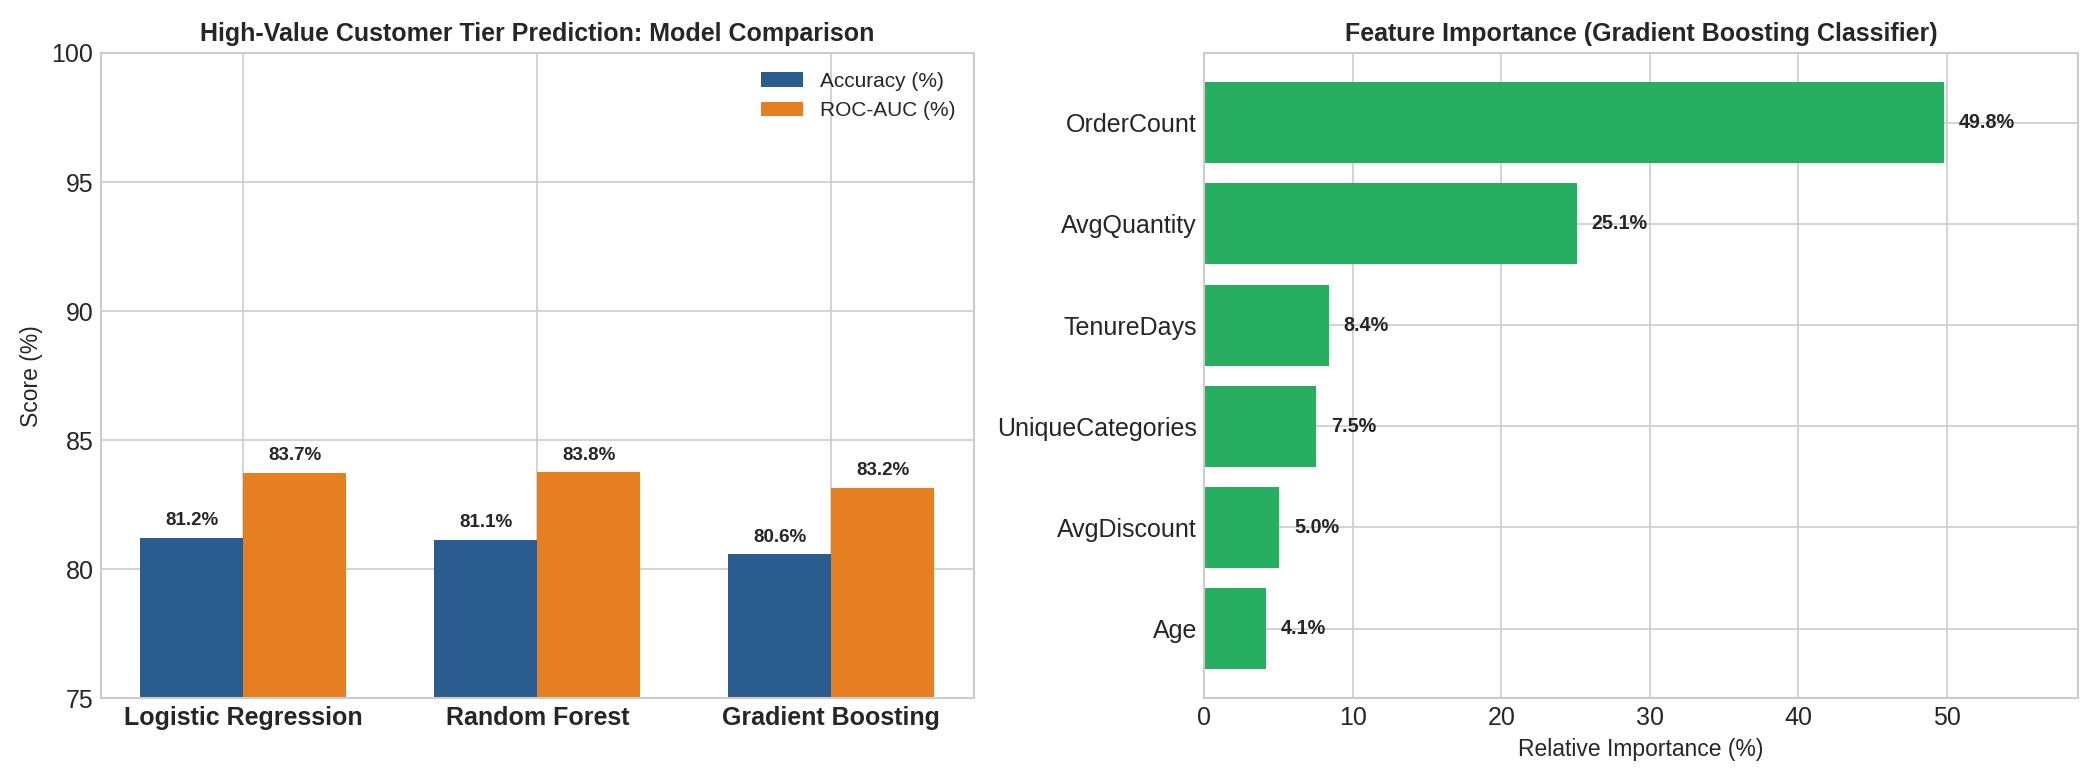 High-Value Customer Tier Prediction: Model Comparison
100
95
90
85
80
75
Score (%)
Accuracy (%)
ROC-AUC (%)
81.2%
83.7%
81.1%
83.8%
80.6%
83.2%
Logistic Regression
Random Forest
Gradient Boosting
Feature Importance (Gradient Boosting Classifier)
OrderCount
49.8%
AvgQuantity
25.1%
TenureDays
8.4%
UniqueCategories
7.5%
AvgDiscount
5.0%
Age
4.1%
0
10
20
30
40
50
Relative Importance (%)